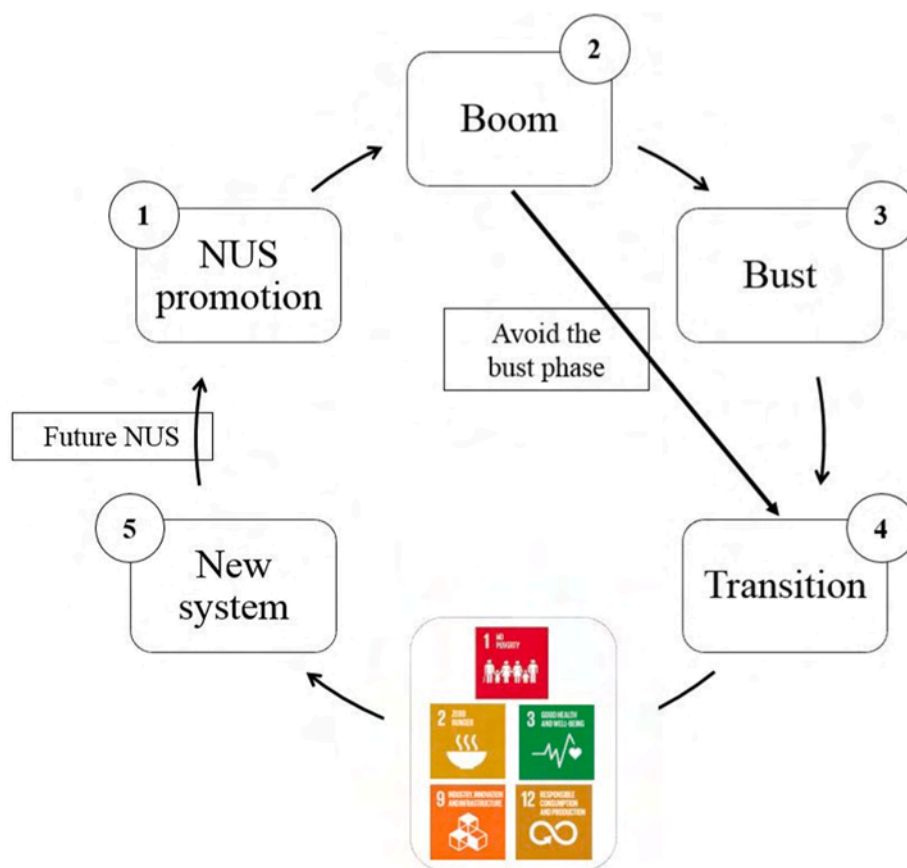 2
Boom
1
NUS
promotion
3
Bust
Avoid the
bust phase
Future NUS
5
New
system
4
Transition
1 NO
POVERTY
2 ZERO
HUNGER
3 GOOD HEALTH
AND WELL-BEING
9 INDUSTRY, INNOVATION
AND INFRASTRUCTURE
12 RESPONSIBLE
CONSUMPTION
AND PRODUCTION